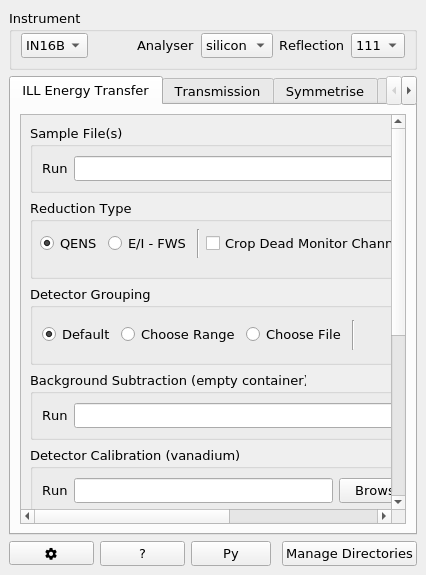 Instrument
IN16B Analyser silicon Reflection 111
ILL Energy Transfer Transmission Symmetrise
Sample File(s)
Run
Reduction Type
QENS E/I - FWS Crop Dead Monitor Chann
Detector Grouping
Default Choose Range Choose File
Background Subtraction (empty container)
Run
Detector Calibration (vanadium)
Run Brows
? Py Manage Directories